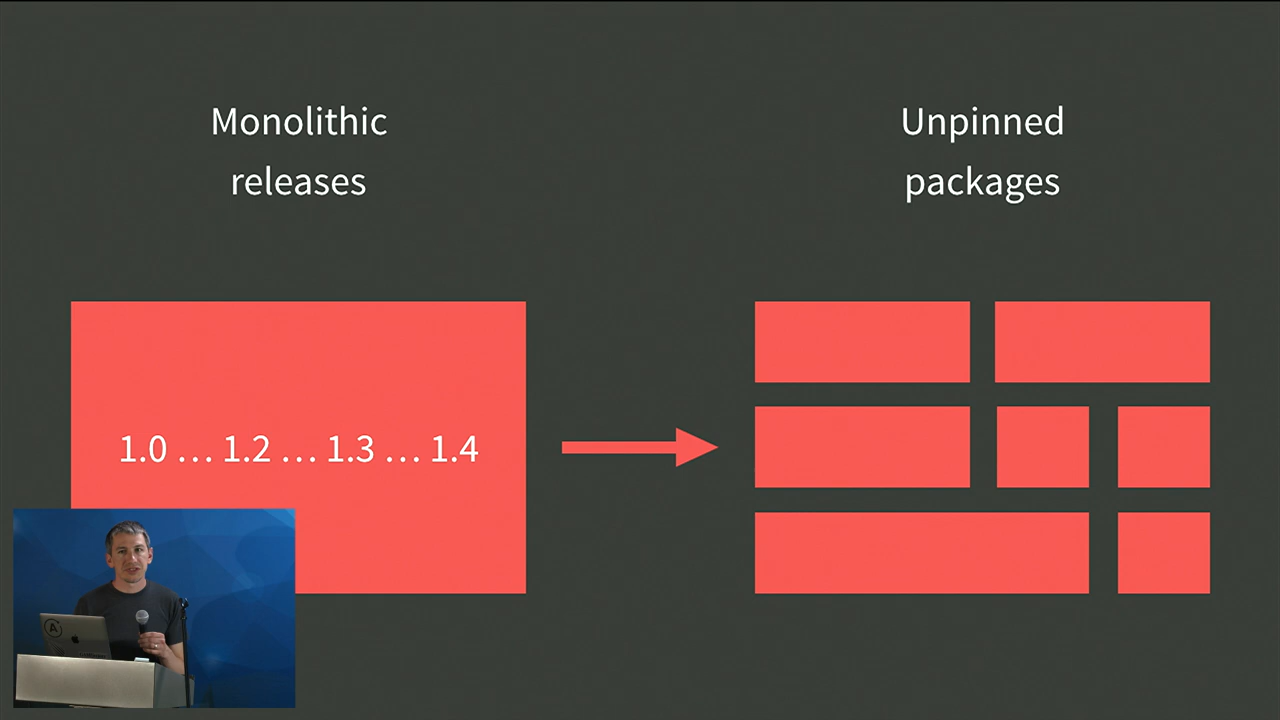 Monolithic
releases
Unpinned
packages
1.0 ... 1.2 ... 1.3 ... 1.4